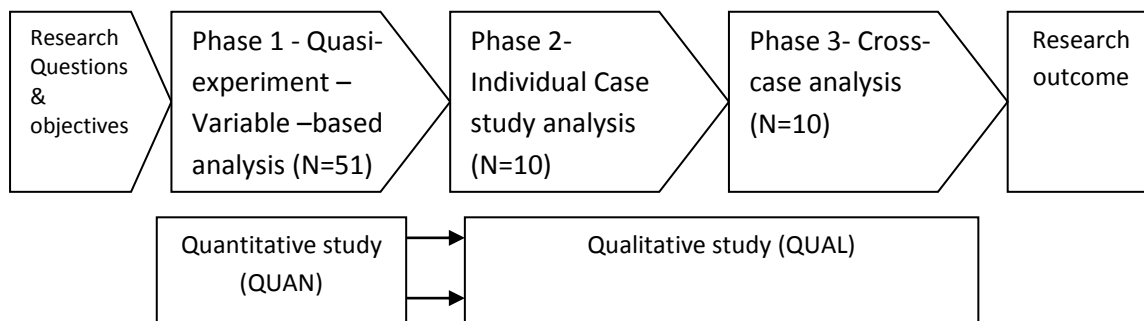 Research
Questions
&
objectives
Phase 1 - Quasi-
experiment –
Variable –based
analysis (N=51)
Phase 2-
Individual Case
study analysis
(N=10)
Phase 3- Cross-
case analysis
(N=10)
Research
outcome
Quantitative study
(QUAN)
Qualitative study (QUAL)